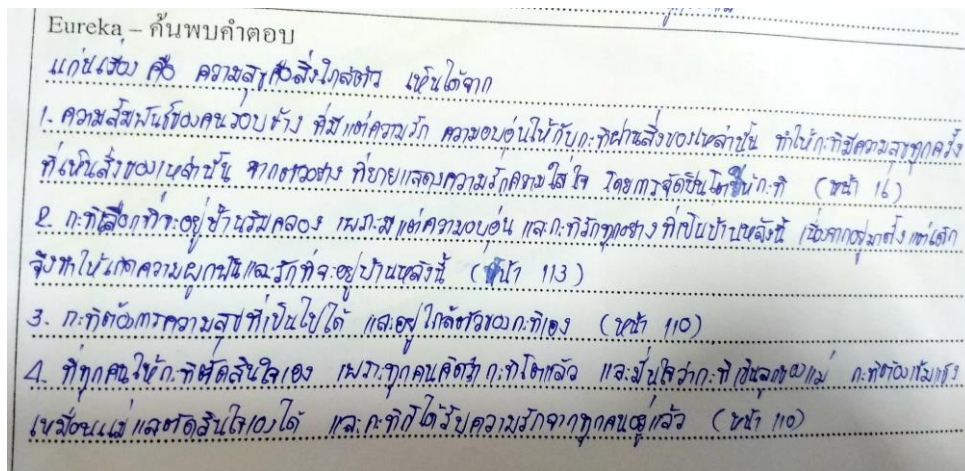 Eureka – ค้นพบคำตอบ
แก่นเรื่อง คือ ความสุขคือสิ่งใกล้ตัว เห็นได้จาก
1. ความสัมพันธ์ของคนรอบข้าง ที่มีแต่ความรัก ความอบอุ่นให้กับกะทิผ่านสิ่งของเหล่านั้น ทำให้กะทิมีความสุขทุกครั้ง
ที่เห็นสิ่งของเหล่านั้น จากตัวอย่าง ที่ยายแสดงความรักความใส่ใจ โดยการจัดปิ่นโตให้กะทิ (หน้า 16)
2. กะทิเลือกที่จะอยู่บ้านริมคลอง เพราะมีแต่ความอบอุ่น และกะทิรักทุกอย่างที่เป็นบ้านหลังนี้ เนื่องจากอยู่มาตั้งแต่เด็ก
จึงทำให้เกิดความผูกพันและรักที่จะอยู่บ้านหลังนี้ (หน้า 113)
3. กะทิต้องการความสุขที่เป็นไปได้ และอยู่ใกล้ตัวของกะทิเอง (หน้า 110)
4. ที่ทุกคนให้กะทิตัดสินใจเอง เพราะทุกคนคิดว่ากะทิโตแล้ว และมั่นใจว่ากะทิเป็นลูกของแม่ กะทิต้องเข้มแข็ง
เหมือนแม่และตัดสินใจเองได้ และกะทิก็ได้รับความรักจากทุกคนอยู่แล้ว (หน้า 110)